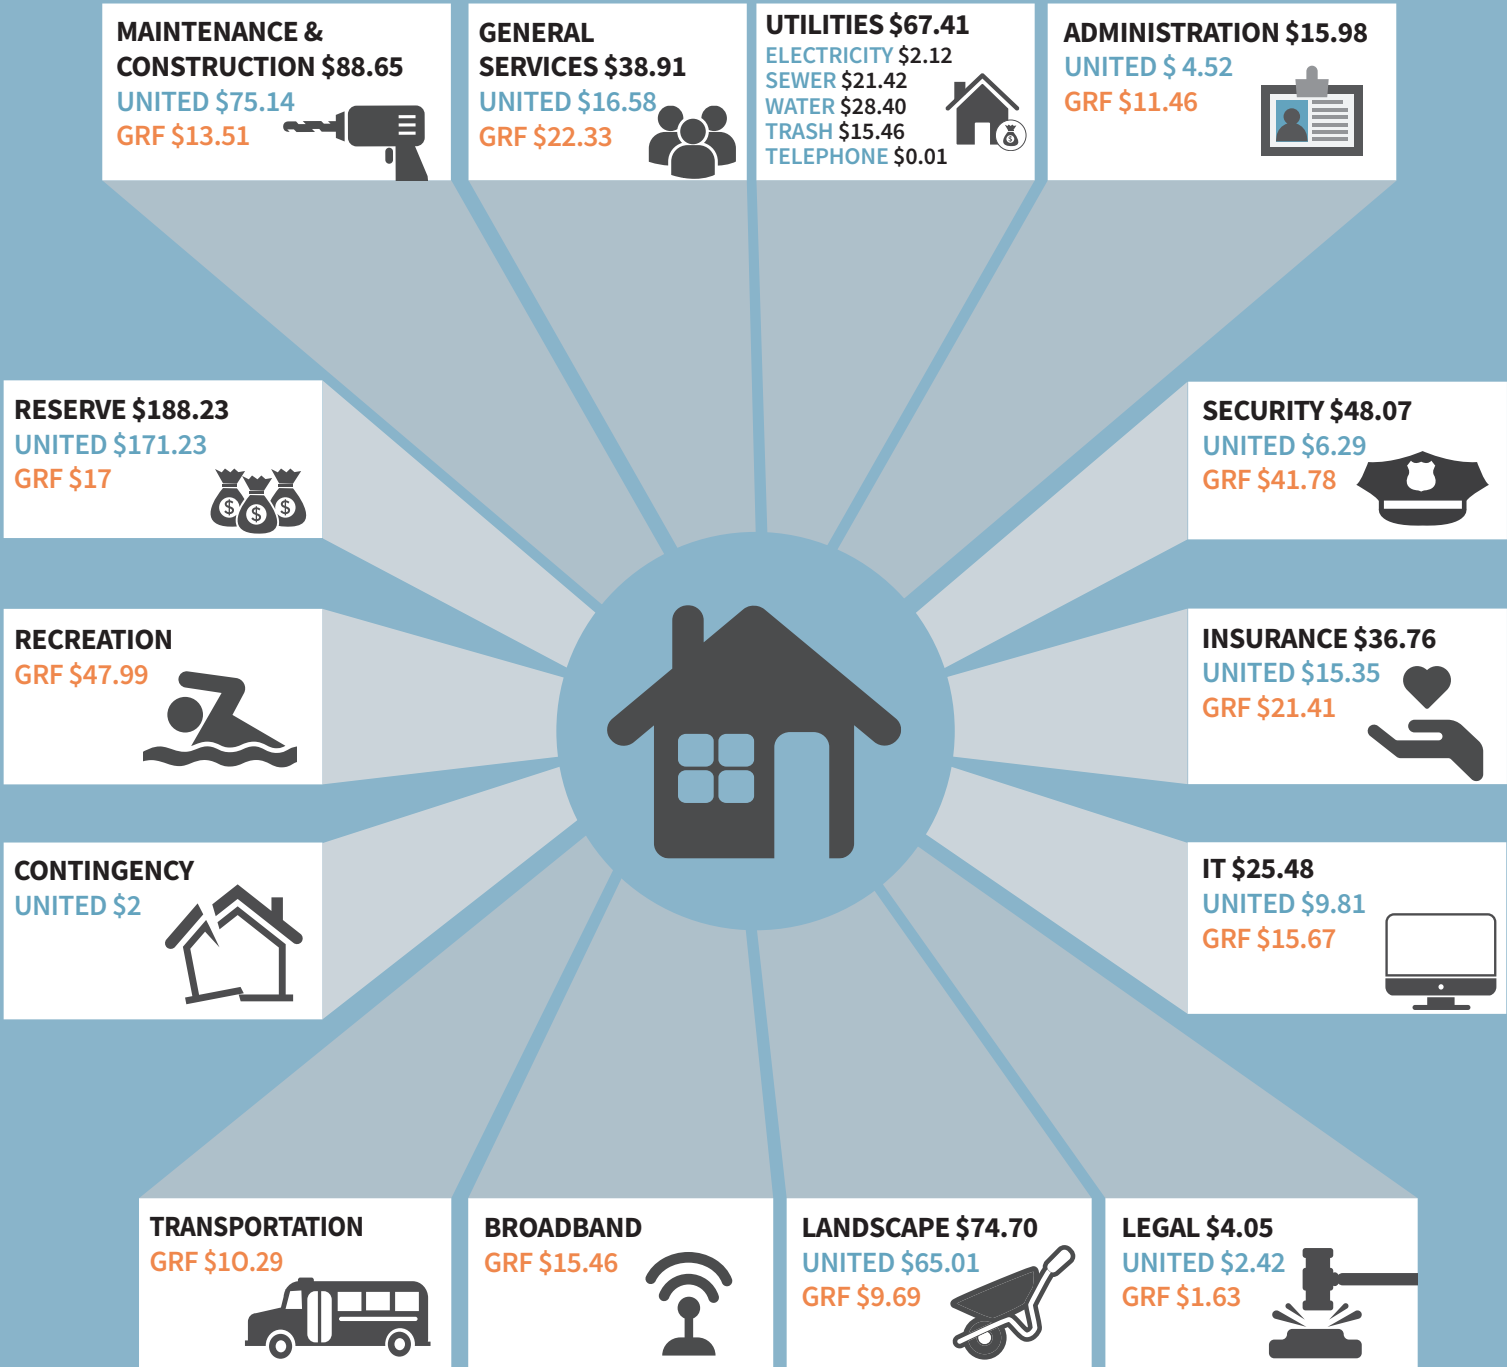 MAINTENANCE &
CONSTRUCTION $88.65
UNITED $75.14
GRF $13.51
GENERAL
SERVICES $38.91
UNITED $16.58
GRF $22.33
UTILITIES $67.41
ELECTRICITY $2.12
SEWER $21.42
WATER $28.40
TRASH $15.46
TELEPHONE $0.01
ADMINISTRATION $15.98
UNITED $ 4.52
GRF $11.46
RESERVE $188.23
UNITED $171.23
GRF $17
$ $ $
SECURITY $48.07
UNITED $6.29
GRF $41.78
RECREATION
GRF $47.99
INSURANCE $36.76
UNITED $15.35
GRF $21.41
CONTINGENCY
UNITED $2
IT $25.48
UNITED $9.81
GRF $15.67
TRANSPORTATION
GRF $10.29
BROADBAND
GRF $15.46
LANDSCAPE $74.70
UNITED $65.01
GRF $9.69
LEGAL $4.05
UNITED $2.42
GRF $1.63